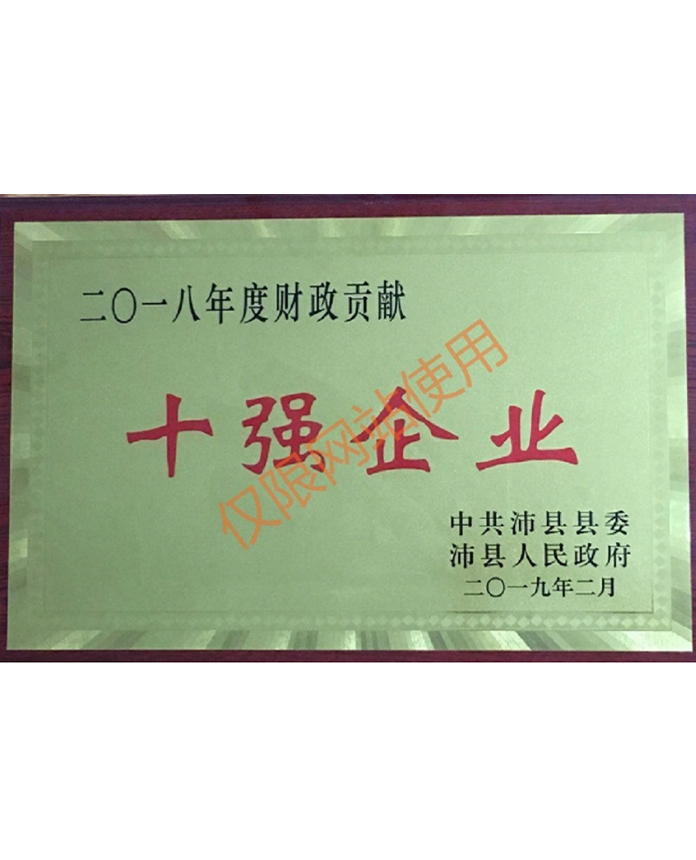 二〇一八年度财政贡献
十强企业
仅限网站使用
中共沛县县委
沛县人民政府
二〇一九年二月